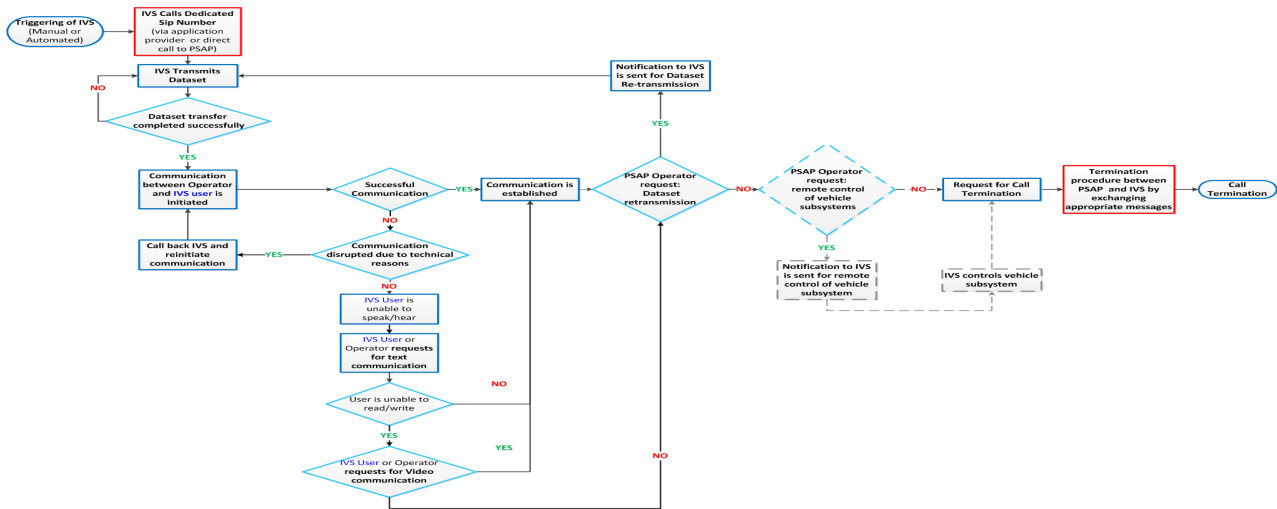 Triggering of IVS
(Manual or
Automated)
IVS Calls Dedicated
Sip Number
(via application
provider or direct
call to PSAP)
IVS Transmits
Dataset
NO
Dataset transfer
completed successfully
YES
Communication
between Operator
and IVS user is
initiated
Call back IVS and
reinitiate
communication
YES
Successful
Communication
YES
NO
Communication
disrupted due to technical
reasons
NO
IVS User is
unable to
speak/hear
IVS User or
Operator requests
for text
communication
User is unable to
read/write
NO
YES
IVS User or Operator
requests for Video
communication
YES
NO
Communication is
established
Notification to IVS
is sent for Dataset
Re-transmission
YES
PSAP Operator
request:
Dataset
retransmission
NO
PSAP Operator
request:
remote control
of vehicle
subsystems
NO
YES
Notification to IVS
is sent for remote
control of vehicle
subsystem
IVS controls vehicle
subsystem
Request for Call
Termination
Termination
procedure between
PSAP and IVS by
exchanging
appropriate messages
Call
Termination